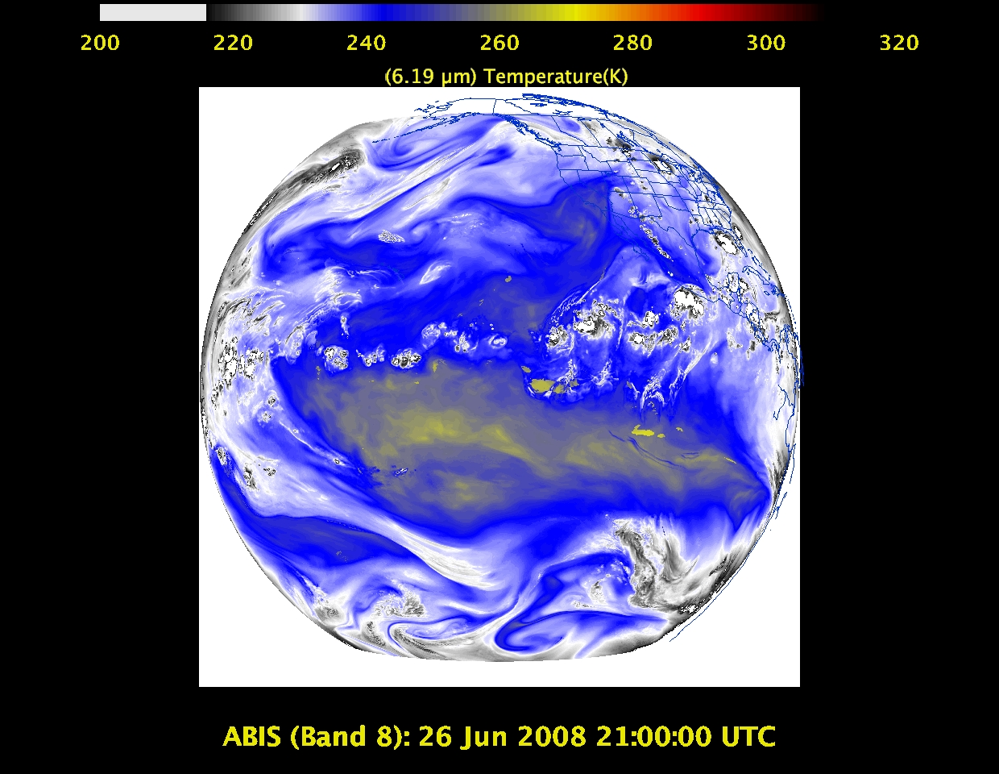 200 220 240 260 280 300 320
(6.19 µm) Temperature(K)
ABIS (Band 8): 26 Jun 2008 21:00:00 UTC